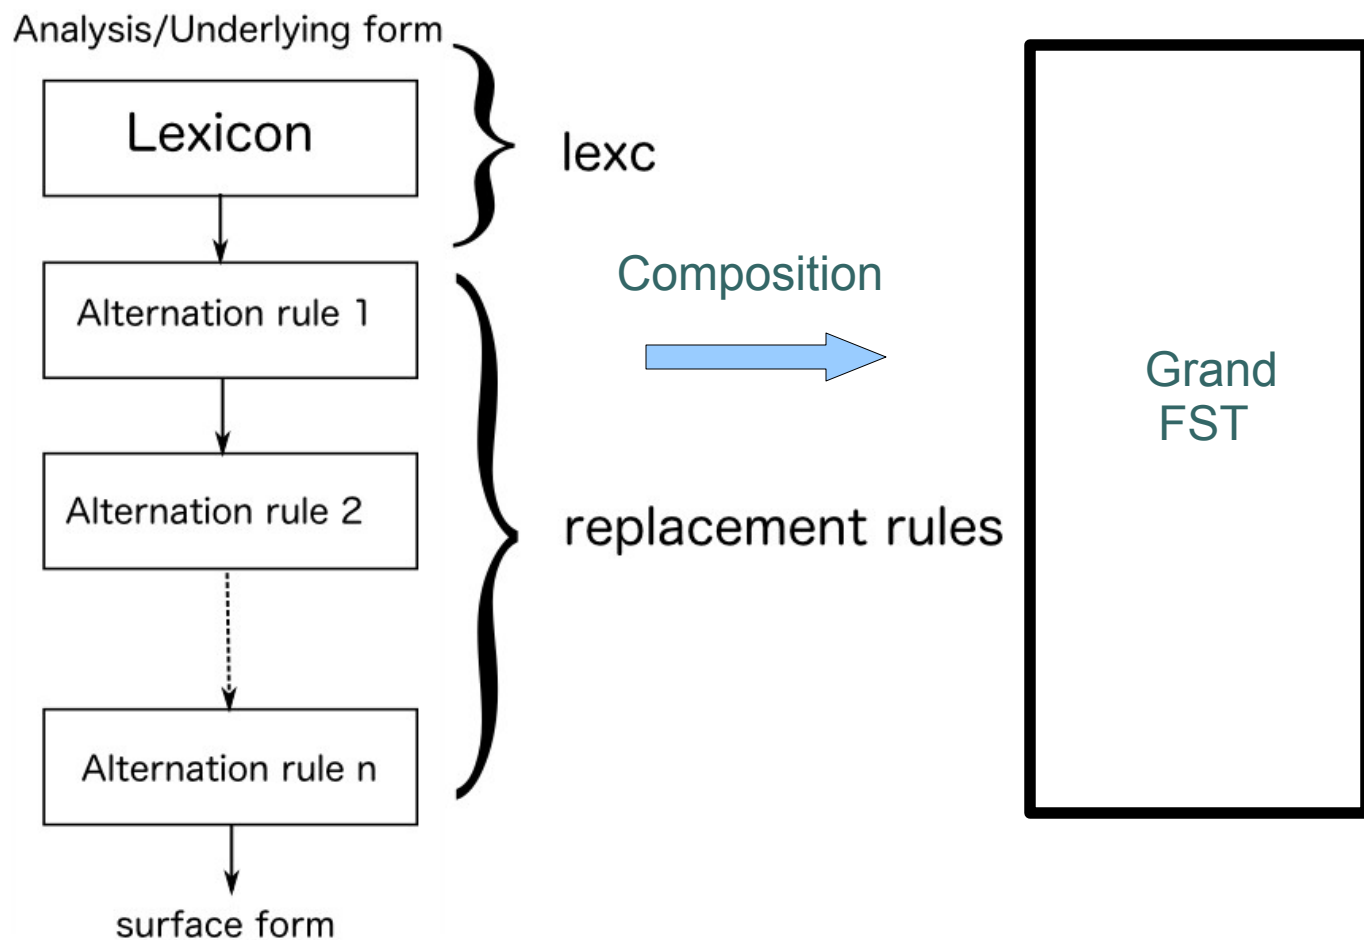 Analysis/Underlying form
Lexicon
lexc
Alternation rule 1
Composition
Alternation rule 2
replacement rules
Grand
FST
Alternation rule n
surface form